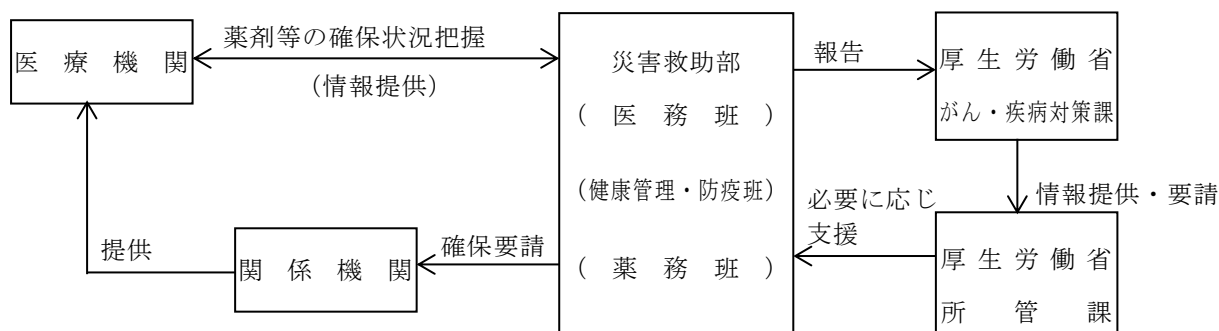 医療機関
薬剤等の確保状況把握
（情報提供）
災害救助部
（医務班）
（健康管理・防疫班）
（薬務班）
報告
厚生労働省
がん・疾病対策課
情報提供・要請
必要に応じ
支援
厚生労働省
所管課
確保要請
関係機関
提供